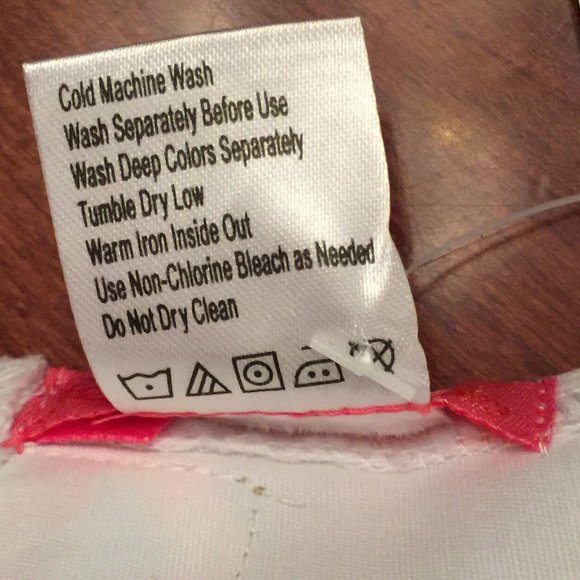 Cold Machine Wash
Wash Separately Before Use
Wash Deep Colors Separately
Tumble Dry Low
Warm Iron Inside Out
Use Non-Chlorine Bleach as Needed
Do Not Dry Clean